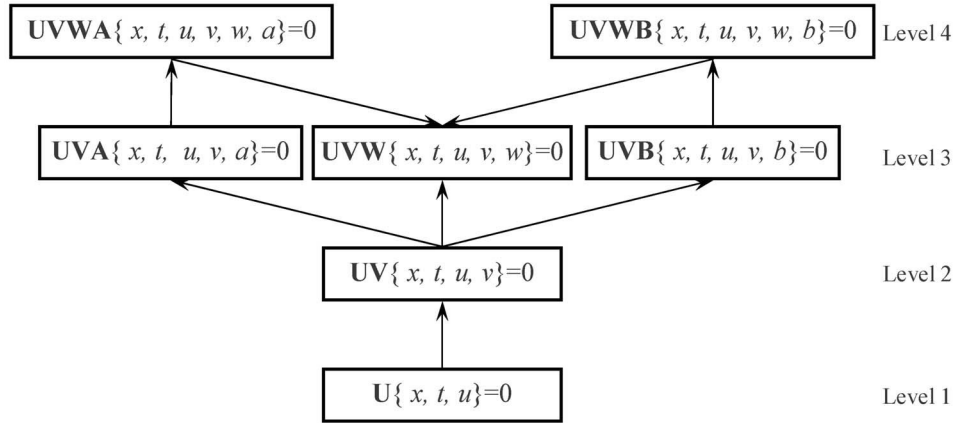 UVWA{ x, t, u, v, w, a}=0 UVWB{ x, t, u, v, w, b}=0 Level 4
UVA{ x, t, u, v, a}=0 UVW{ x, t, u, v, w}=0 UVB{ x, t, u, v, b}=0 Level 3
UV{ x, t, u, v}=0 Level 2
U{ x, t, u}=0 Level 1